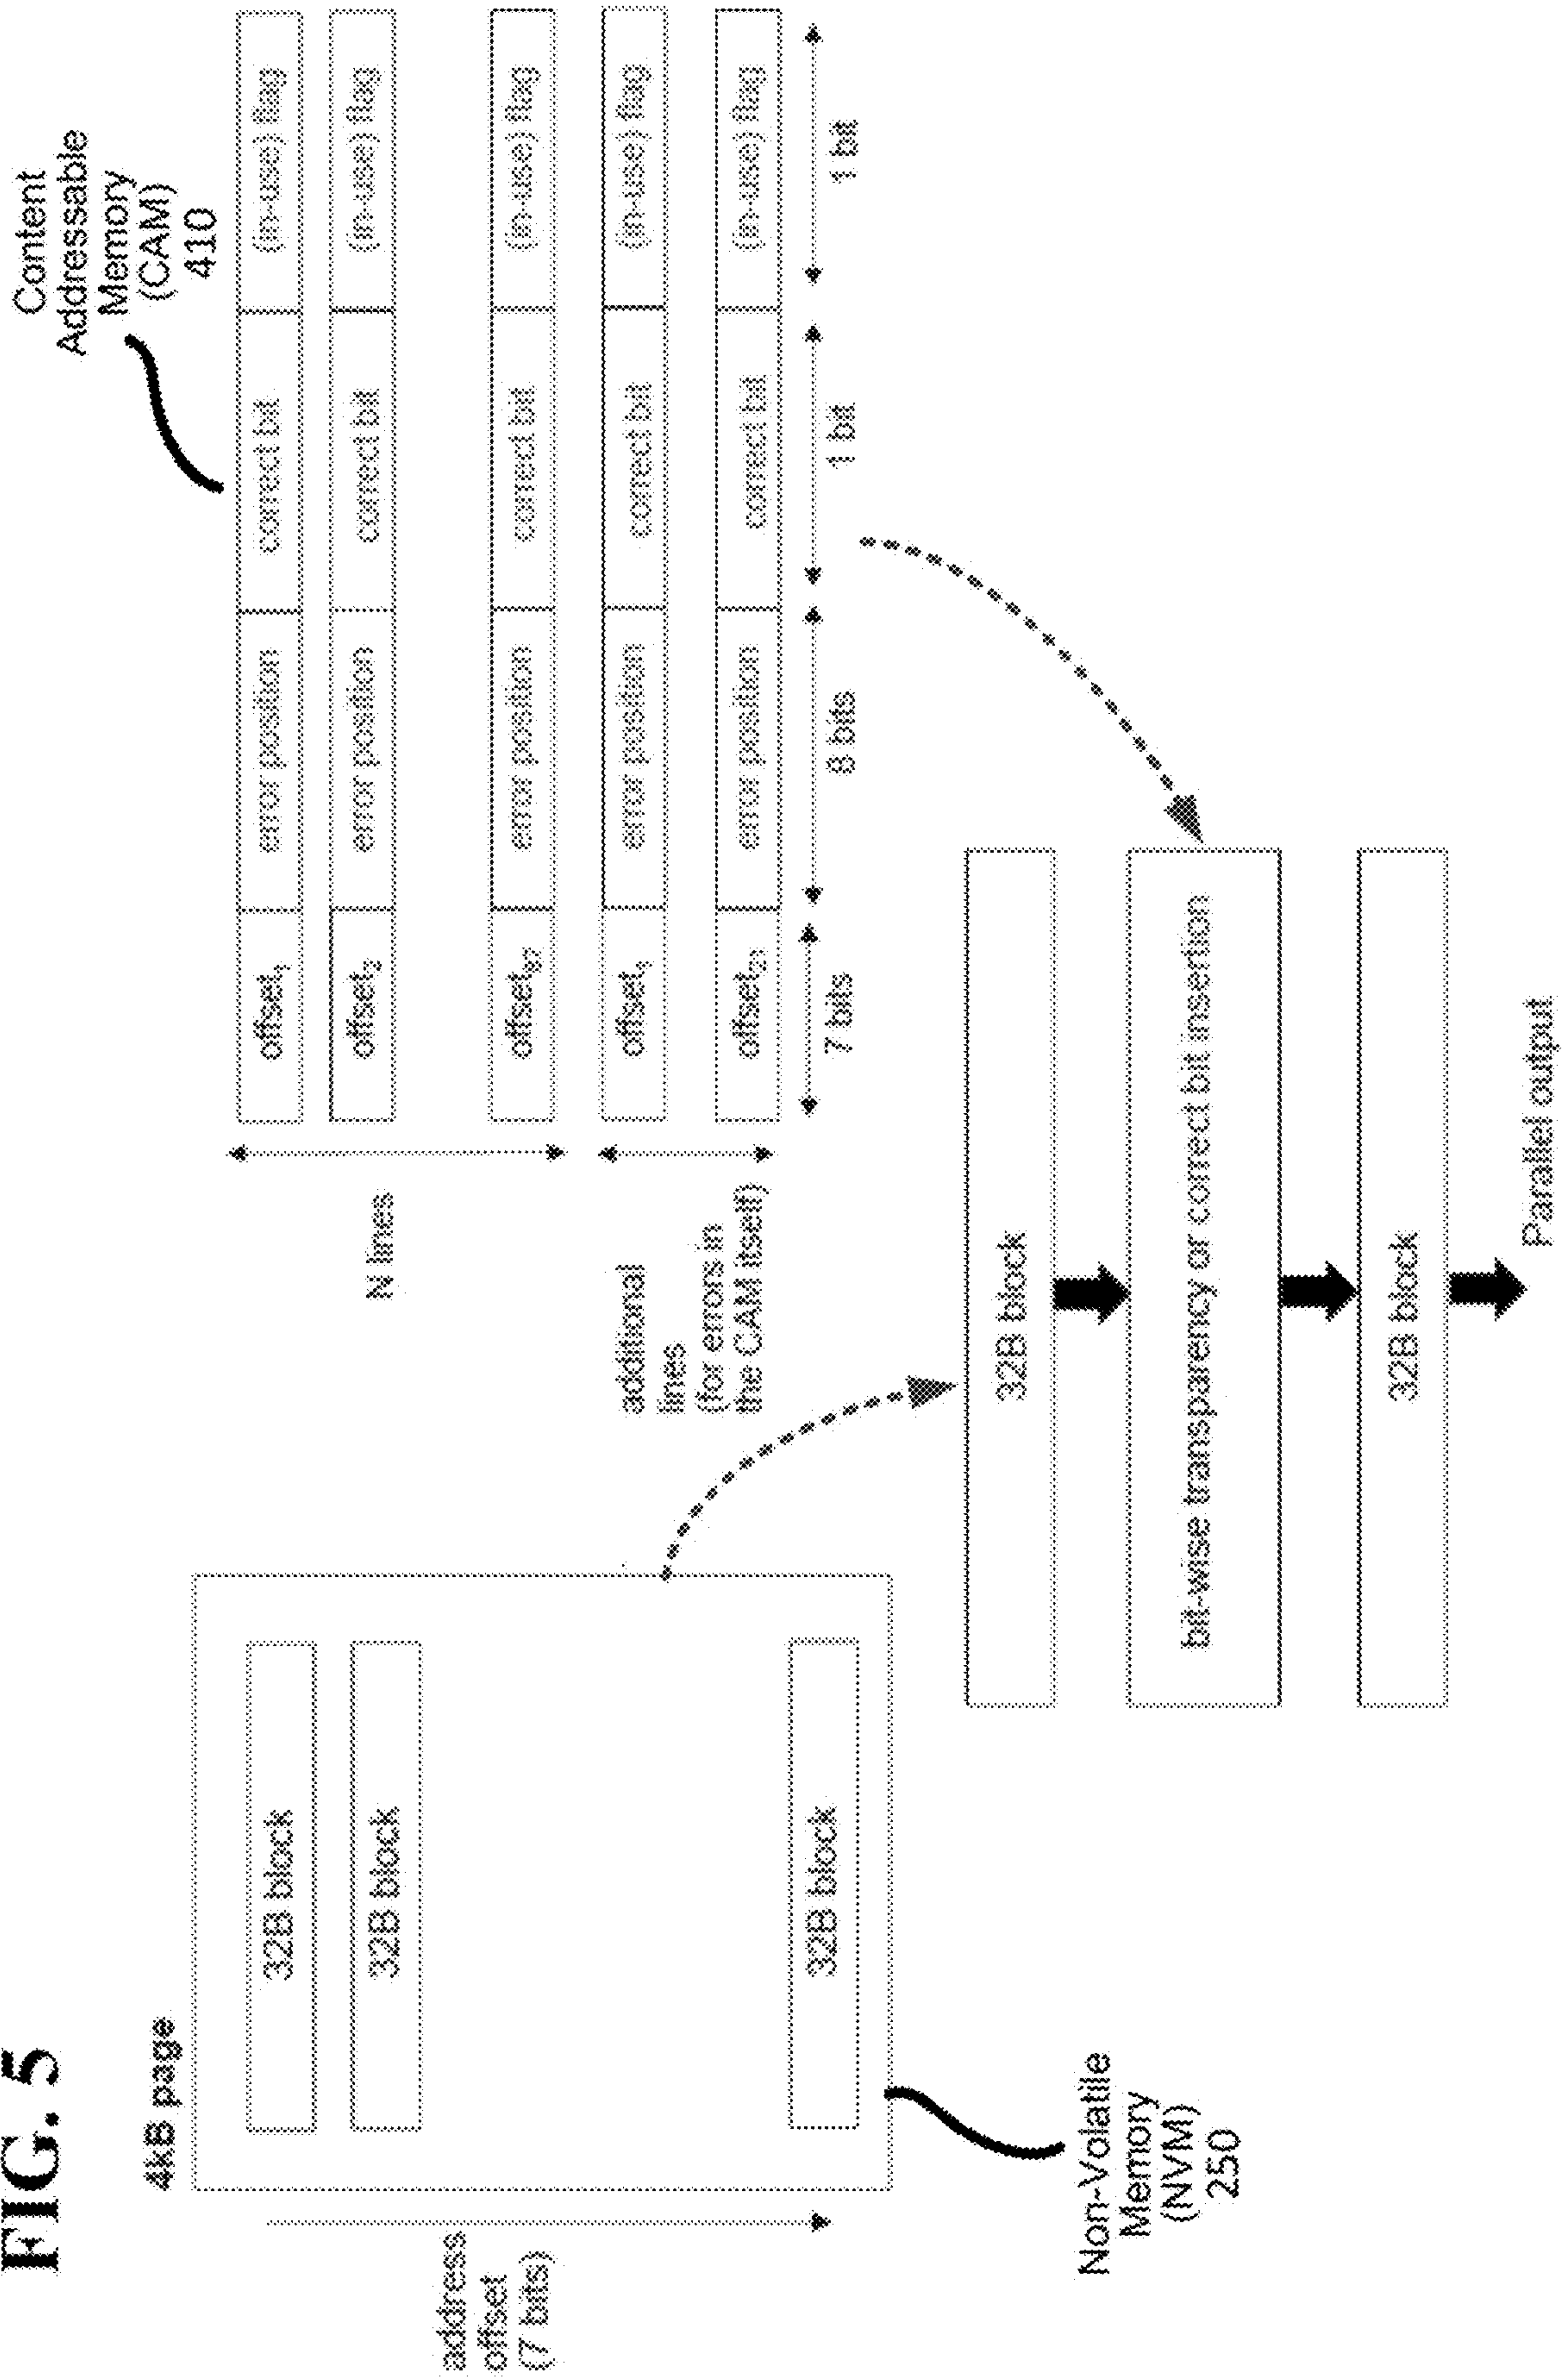 FIG. 5
4kB page
32B block
32B block
32B block
address
offset
(7 bits)
Non-Volatile
Memory
(NVM)
250
Content
Addressable
Memory
(CAM)
410
offset1 error position correct bit (in-use) flag
offset2 error position correct bit (in-use) flag
offset97 error position correct bit (in-use) flag
offset1 error position correct bit (in-use) flag
error position correct bit (in-use) flag
7 bits 8 bits 1 bit 1 bit
N lines
additional
lines
(for errors in
the CAM itself)
32B block
bit-wise transparency or correct bit insertion
32B block
Parallel output